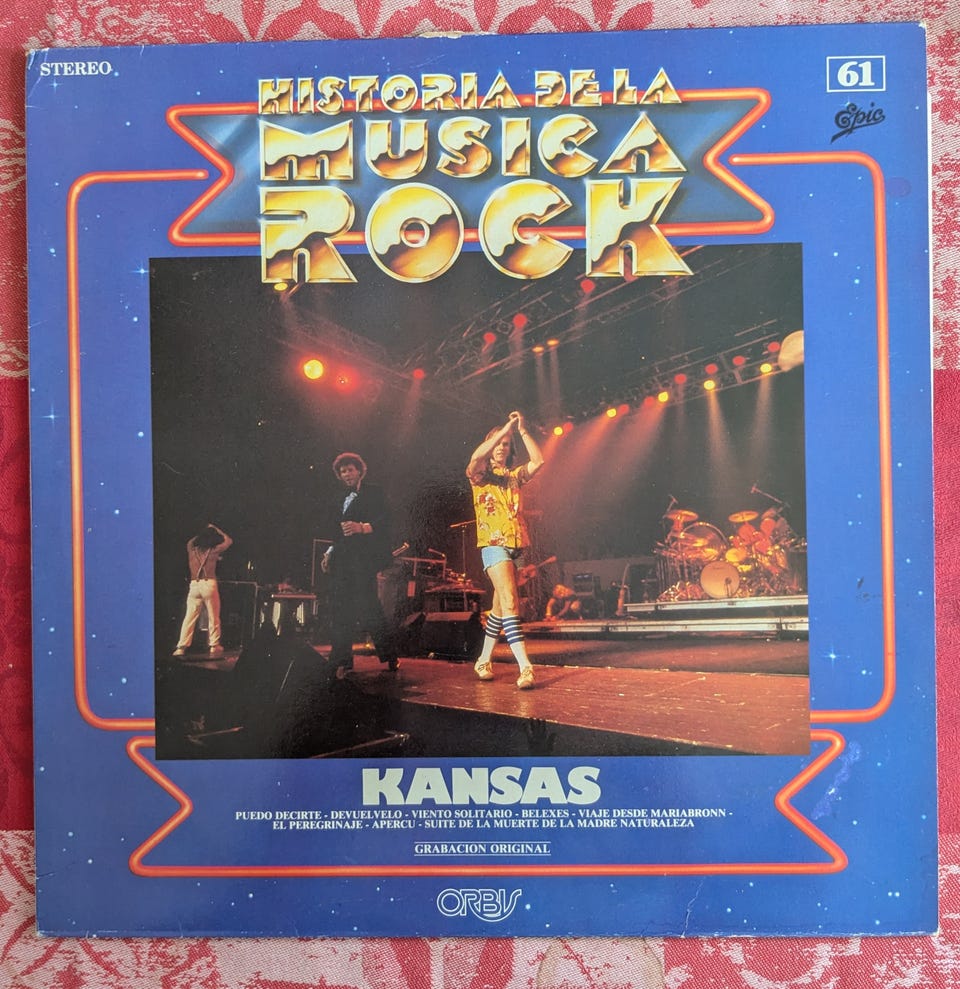 STEREO
61
Epic
HISTORIA DE LA
MUSICA
ROCK
KANSAS
PUEDO DECIRTE - DEVUELVELO - VIENTO SOLITARIO - BELEXES - VIAJE DESDE MARIABRONN -
EL PEREGRINAJE - APERCU - SUITE DE LA MUERTE DE LA MADRE NATURALEZA
GRABACION ORIGINAL
ORBIS